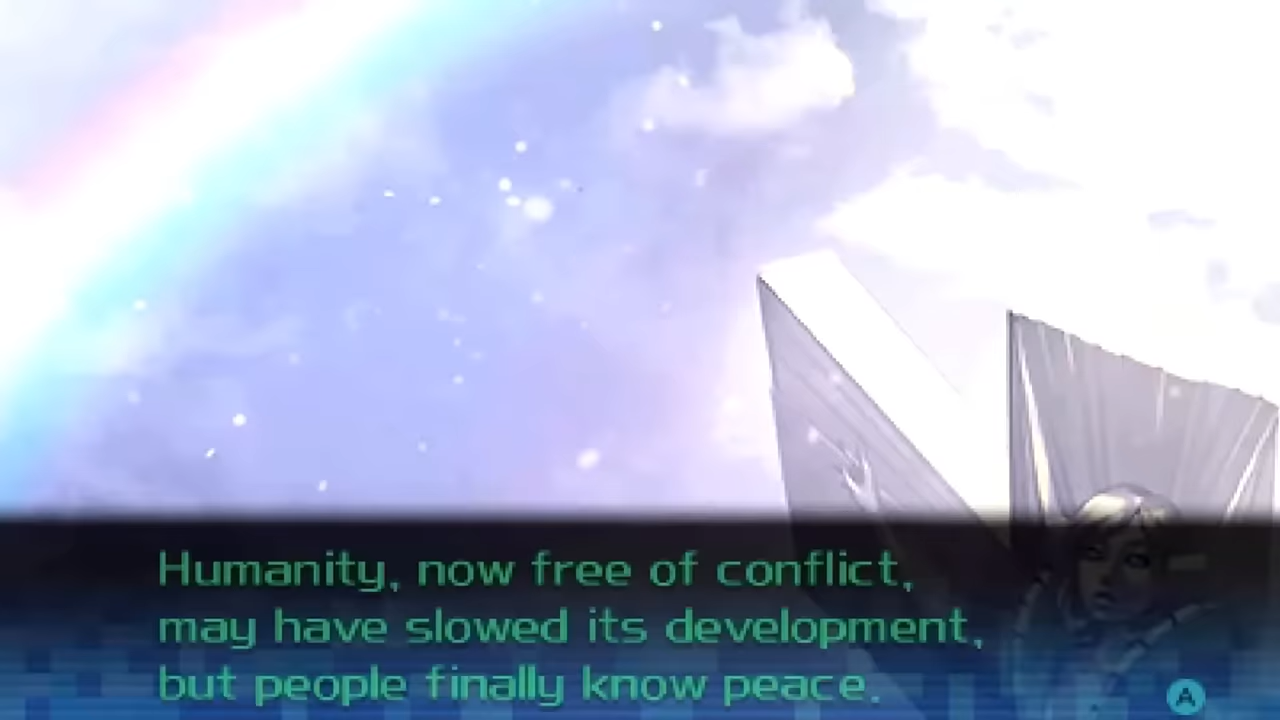 Humanity, now free of conflict,
may have slowed its development,
but people finally know peace.
A